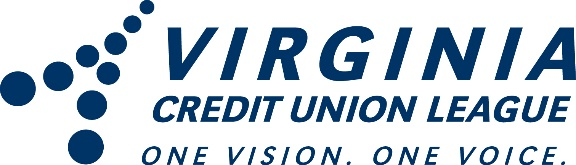 VIRGINIA
CREDIT UNION LEAGUE
ONE VISION. ONE VOICE.